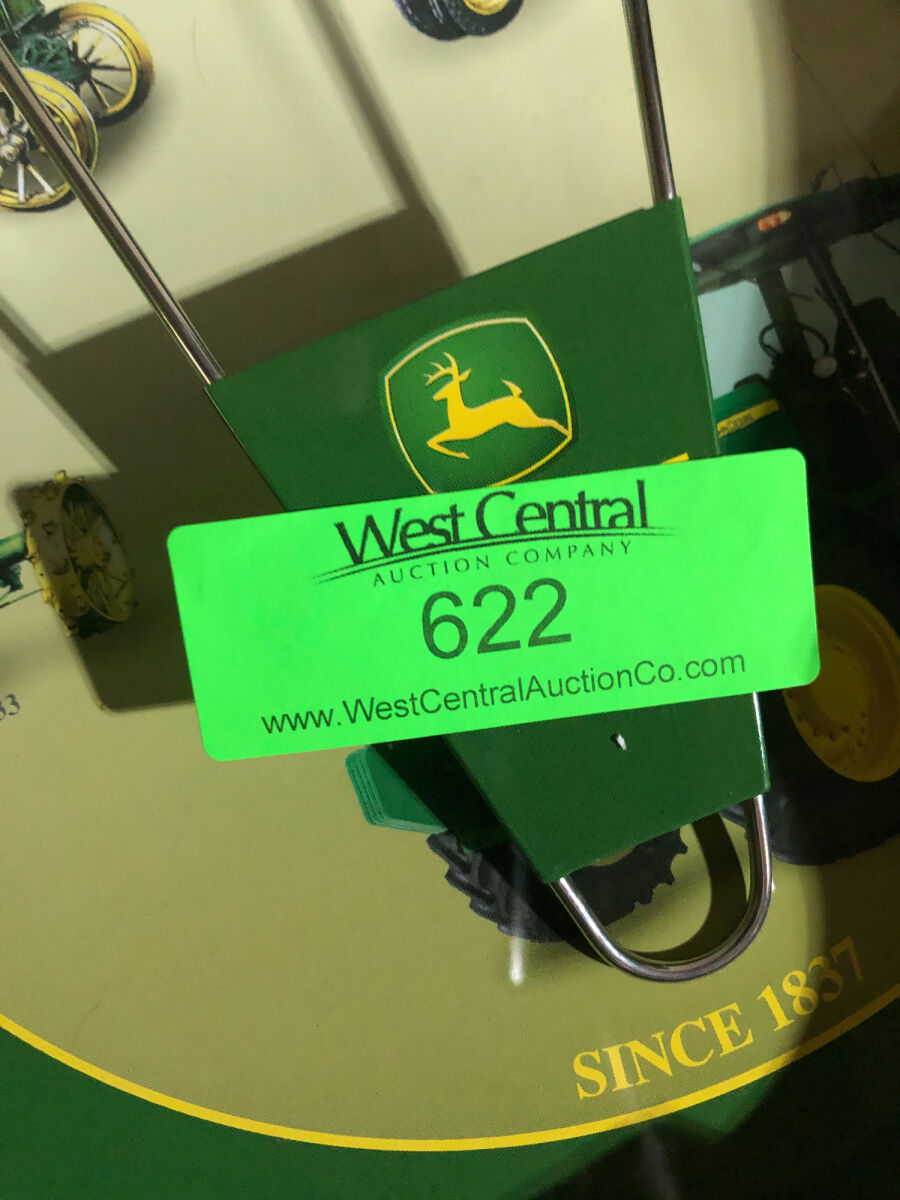 West Central
AUCTION COMPANY
622
www.WestCentralAuctionCo.com
SINCE 1837